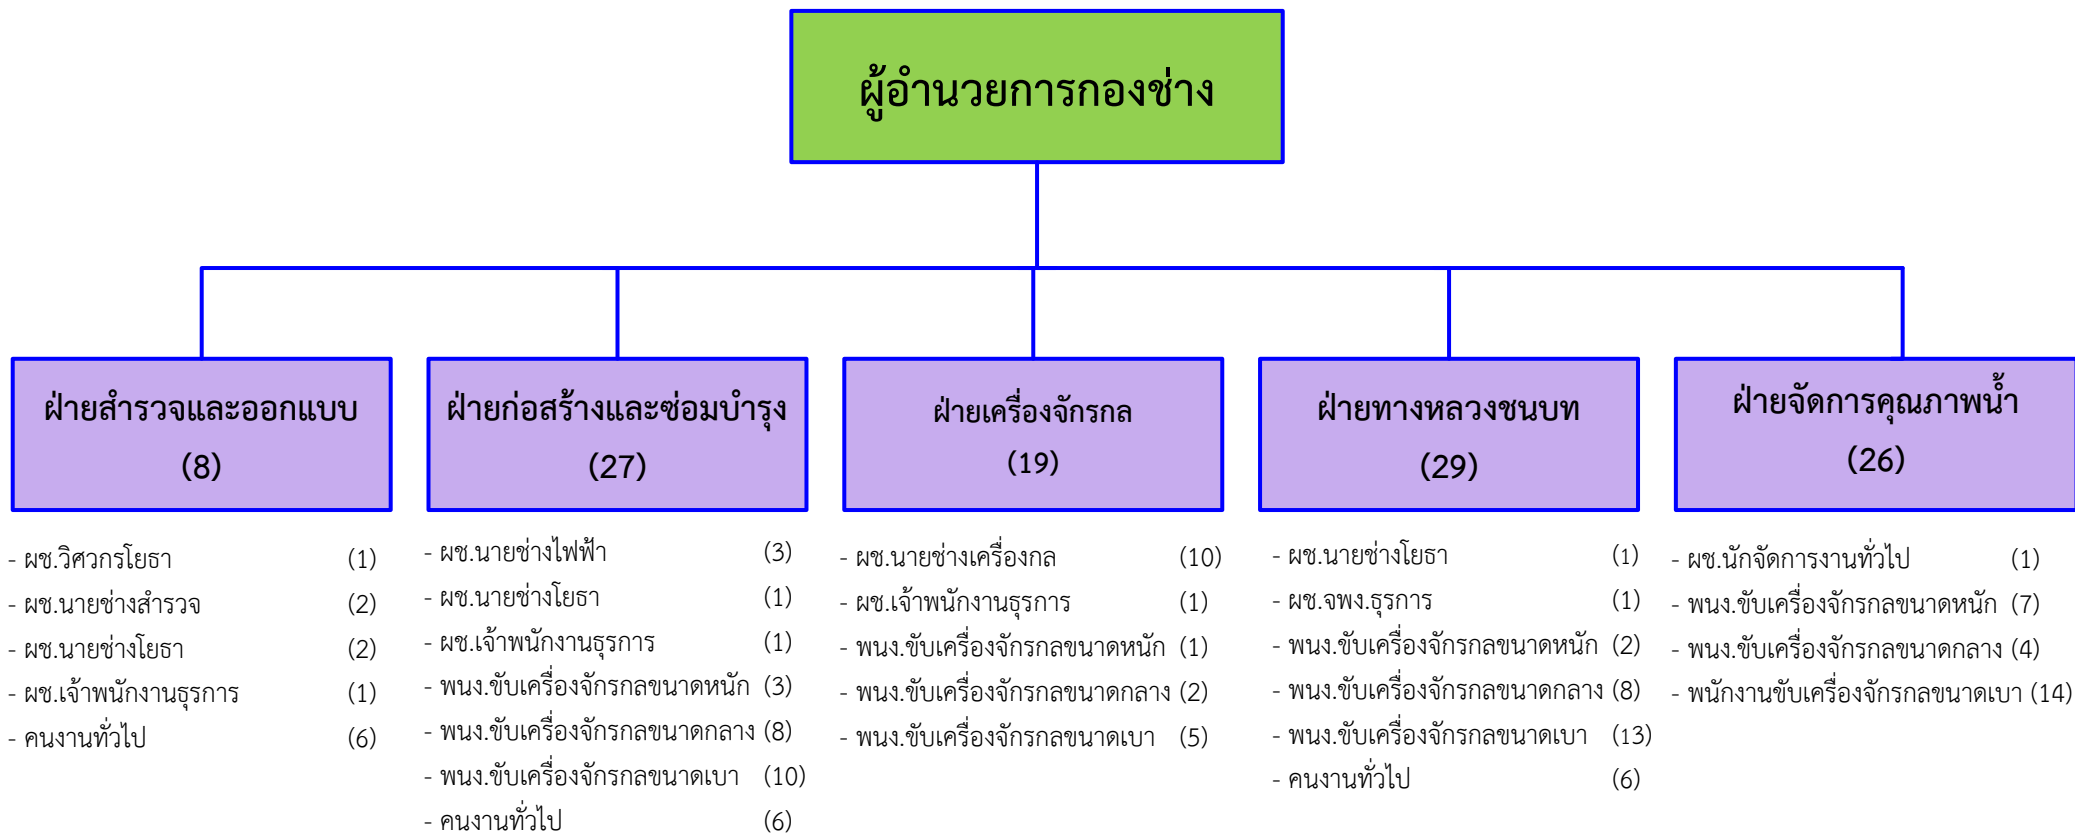 ผู้อำนวยการกองช่าง
ฝ่ายสำรวจและออกแบบ
(8)
- ผช.วิศวกรโยธา (1)
- ผช.นายช่างสำรวจ (2)
- ผช.นายช่างโยธา (2)
- ผช.เจ้าพนักงานธุรการ (1)
- คนงานทั่วไป (6)
ฝ่ายก่อสร้างและซ่อมบำรุง
(27)
- ผช.นายช่างไฟฟ้า (3)
- ผช.นายช่างโยธา (1)
- ผช.เจ้าพนักงานธุรการ (1)
- พนง.ขับเครื่องจักรกลขนาดหนัก (3)
- พนง.ขับเครื่องจักรกลขนาดกลาง (8)
- พนง.ขับเครื่องจักรกลขนาดเบา (10)
- คนงานทั่วไป (6)
ฝ่ายเครื่องจักรกล
(19)
- ผช.นายช่างเครื่องกล (10)
- ผช.เจ้าพนักงานธุรการ (1)
- พนง.ขับเครื่องจักรกลขนาดหนัก (1)
- พนง.ขับเครื่องจักรกลขนาดกลาง (2)
- พนง.ขับเครื่องจักรกลขนาดเบา (5)
ฝ่ายทางหลวงชนบท
(29)
- ผช.นายช่างโยธา (1)
- ผช.จพง.ธุรการ (1)
- พนง.ขับเครื่องจักรกลขนาดหนัก (2)
- พนง.ขับเครื่องจักรกลขนาดกลาง (8)
- พนง.ขับเครื่องจักรกลขนาดเบา (13)
- คนงานทั่วไป (6)
ฝ่ายจัดการคุณภาพน้ำ
(26)
- ผช.นักจัดการงานทั่วไป (1)
- พนง.ขับเครื่องจักรกลขนาดหนัก (7)
- พนง.ขับเครื่องจักรกลขนาดกลาง (4)
- พนักงานขับเครื่องจักรกลขนาดเบา (14)